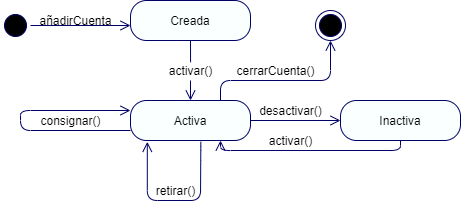 añadirCuenta
Creada
activar()
cerrarCuenta()
consignar()
Activa
desactivar()
Inactiva
activar()
retirar()